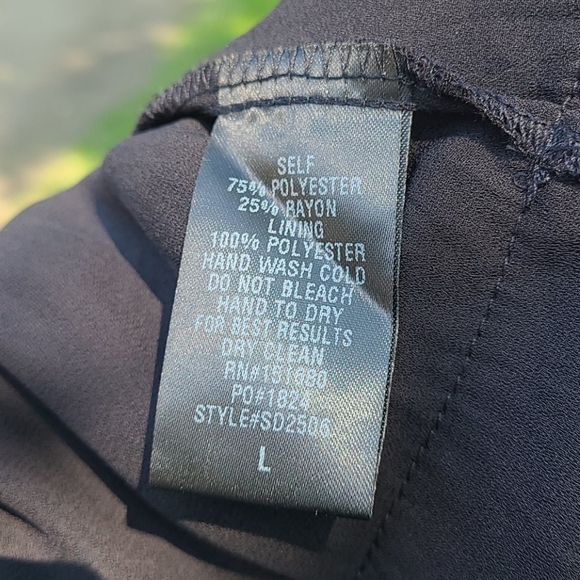 SELF
75% POLYESTER
25% RAYON
LINING
100% POLYESTER
HAND WASH COLD
DO NOT BLEACH
HAND TO DRY
FOR BEST RESULTS
DRY CLEAN
RN#151880
PO#1824
STYLE#SD2506
L